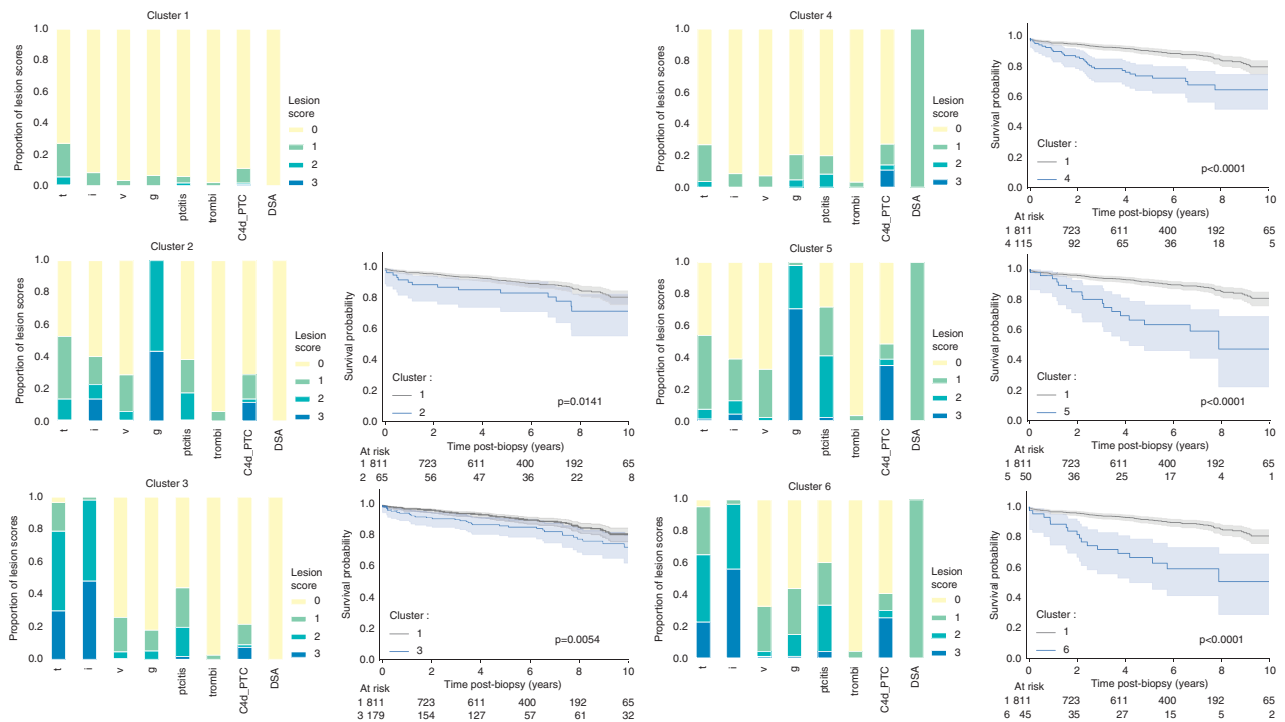 Cluster 1
Proportion of lesion scores
1.0
0.8
0.6
0.4
0.2
0.0
t
i
v
g
ptcitis
trombi
C4d_PTC
DSA
Lesion
score
0
1
2
3
Cluster 2
Proportion of lesion scores
1.0
0.8
0.6
0.4
0.2
0.0
t
i
v
g
ptcitis
trombi
C4d_PTC
DSA
Lesion
score
0
1
2
3
Survival probability
1.0
0.8
0.6
0.4
0.2
0.0
Cluster :
1
2
p=0.0141
0 2 4 6 8 10
Time post-biopsy (years)
At risk
1 811 723 611 400 192 65
2 65 56 47 36 22 8
Cluster 3
Proportion of lesion scores
1.0
0.8
0.6
0.4
0.2
0.0
t
i
v
g
ptcitis
trombi
C4d_PTC
DSA
Lesion
score
0
1
2
3
Survival probability
1.0
0.8
0.6
0.4
0.2
0.0
Cluster :
1
3
p=0.0054
0 2 4 6 8 10
Time post-biopsy (years)
At risk
1 811 723 611 400 192 65
3 179 154 127 57 61 32
Cluster 4
Proportion of lesion scores
1.0
0.8
0.6
0.4
0.2
0.0
t
i
v
g
ptcitis
trombi
C4d_PTC
DSA
Lesion
score
0
1
2
3
Survival probability
1.0
0.8
0.6
0.4
0.2
0.0
Cluster :
1
4
p<0.0001
0 2 4 6 8 10
Time post-biopsy (years)
At risk
1 811 723 611 400 192 65
4 115 92 65 36 18 5
Cluster 5
Proportion of lesion scores
1.0
0.8
0.6
0.4
0.2
0.0
t
i
v
g
ptcitis
trombi
C4d_PTC
DSA
Lesion
score
0
1
2
3
Survival probability
1.0
0.8
0.6
0.4
0.2
0.0
Cluster :
1
5
p<0.0001
0 2 4 6 8 10
Time post-biopsy (years)
At risk
1 811 723 611 400 192 65
5 50 36 25 17 4 1
Cluster 6
Proportion of lesion scores
1.0
0.8
0.6
0.4
0.2
0.0
t
i
v
g
ptcitis
trombi
C4d_PTC
DSA
Lesion
score
0
1
2
3
Survival probability
1.0
0.8
0.6
0.4
0.2
0.0
Cluster :
1
6
p<0.0001
0 2 4 6 8 10
Time post-biopsy (years)
At risk
1 811 723 611 400 192 65
6 45 35 27 15 5 2